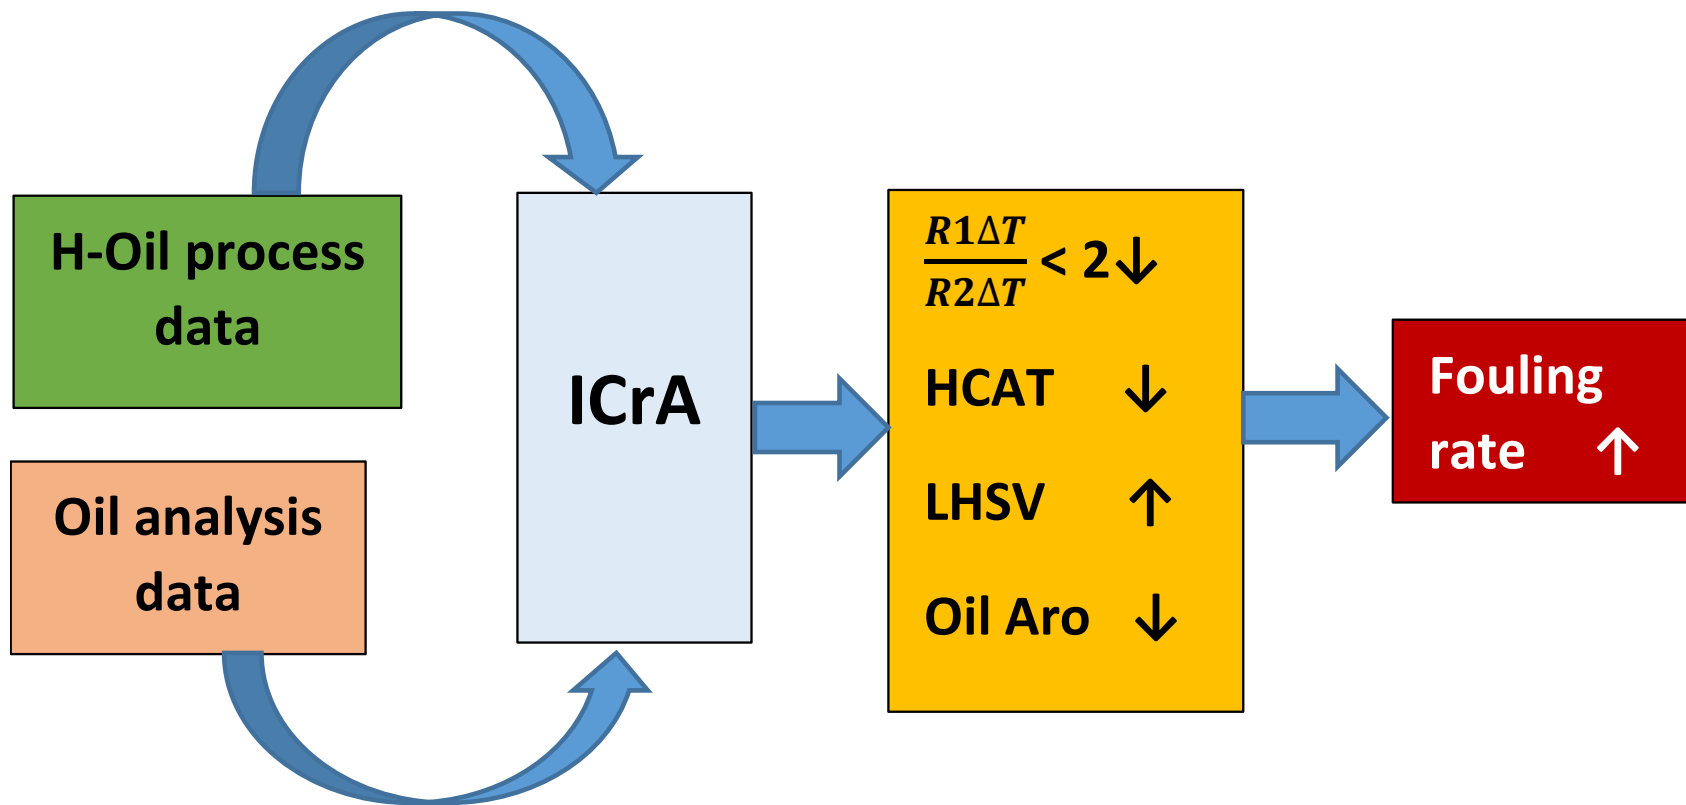 H-Oil process
data
Oil analysis
data
ICrA
R1ΔT
R2ΔT
< 2 ↓
HCAT ↓
LHSV ↑
Oil Aro ↓
Fouling
rate ↑